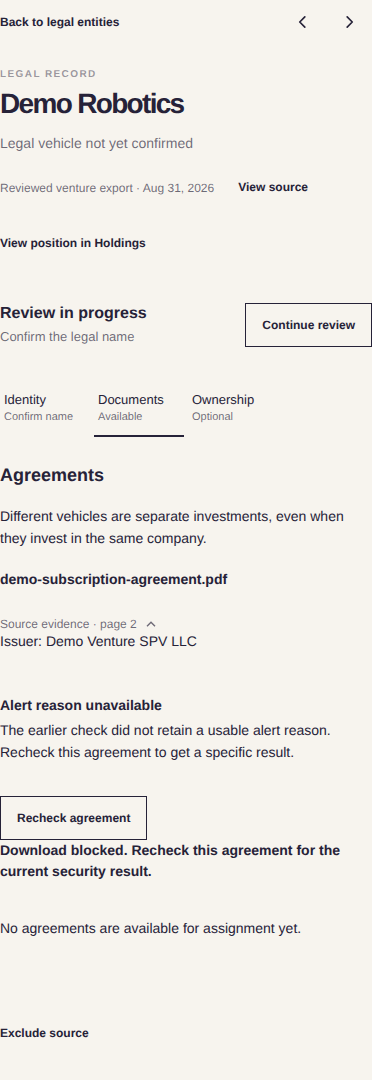 Back to legal entities
LEGAL RECORD
Demo Robotics
Legal vehicle not yet confirmed
Reviewed venture export · Aug 31, 2026 View source
View position in Holdings
Review in progress
Confirm the legal name
Continue review
Identity Documents Ownership
Confirm name Available Optional
Agreements
Different vehicles are separate investments, even when
they invest in the same company.
demo-subscription-agreement.pdf
Source evidence · page 2
Issuer: Demo Venture SPV LLC
Alert reason unavailable
The earlier check did not retain a usable alert reason.
Recheck this agreement to get a specific result.
Recheck agreement
Download blocked. Recheck this agreement for the
current security result.
No agreements are available for assignment yet.
Exclude source